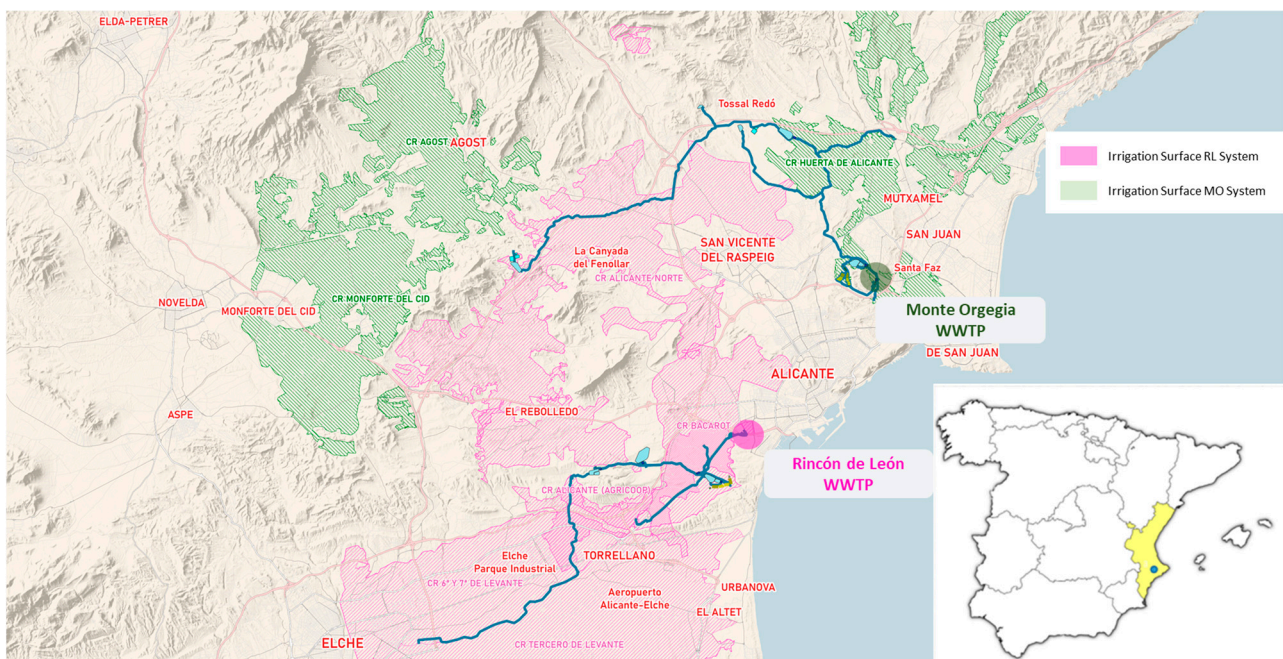 ELDA-PETRER
Tossal Redó
CR AGOST
AGOST
CR HUERTA DE ALICANTE
Irrigation Surface RL System
Irrigation Surface MO System
MUTXAMEL
SAN JUAN
La Canyada
del Fenollar
SAN VICENTE
DEL RASPEIG
CR ALICANTE NORTE
Santa Faz
NOVELDA
CR MONFORTE DEL CID
MONFORTE DEL CID
Monte Orgegia
WWTP
DE SAN JUAN
ALICANTE
ASPE
EL REBOLLEDO
CR BACAROT
Rincón de León
WWTP
CR ALICANTE (AGRICOOP)
Elche
Parque Industrial
TORRELLANO
CR 6º Y 7º DE LEVANTE
Aeropuerto
Alicante-Elche
URBANOVA
EL ALTET
ELCHE
CR TERCERO DE LEVANTE